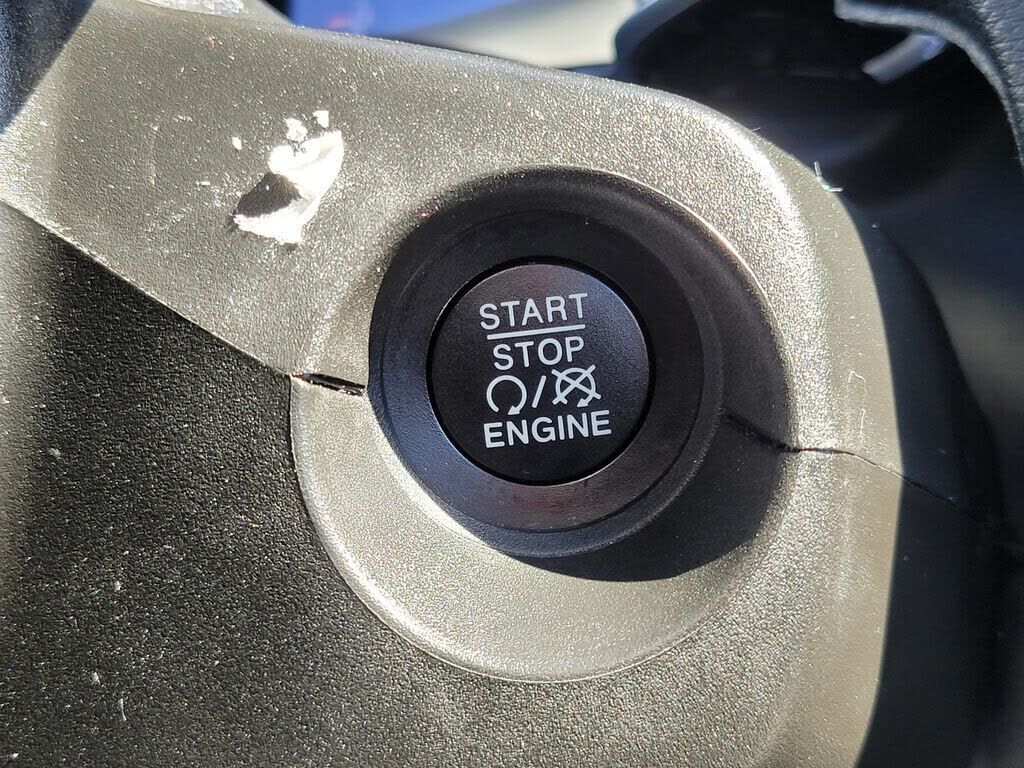 START
STOP
/
ENGINE